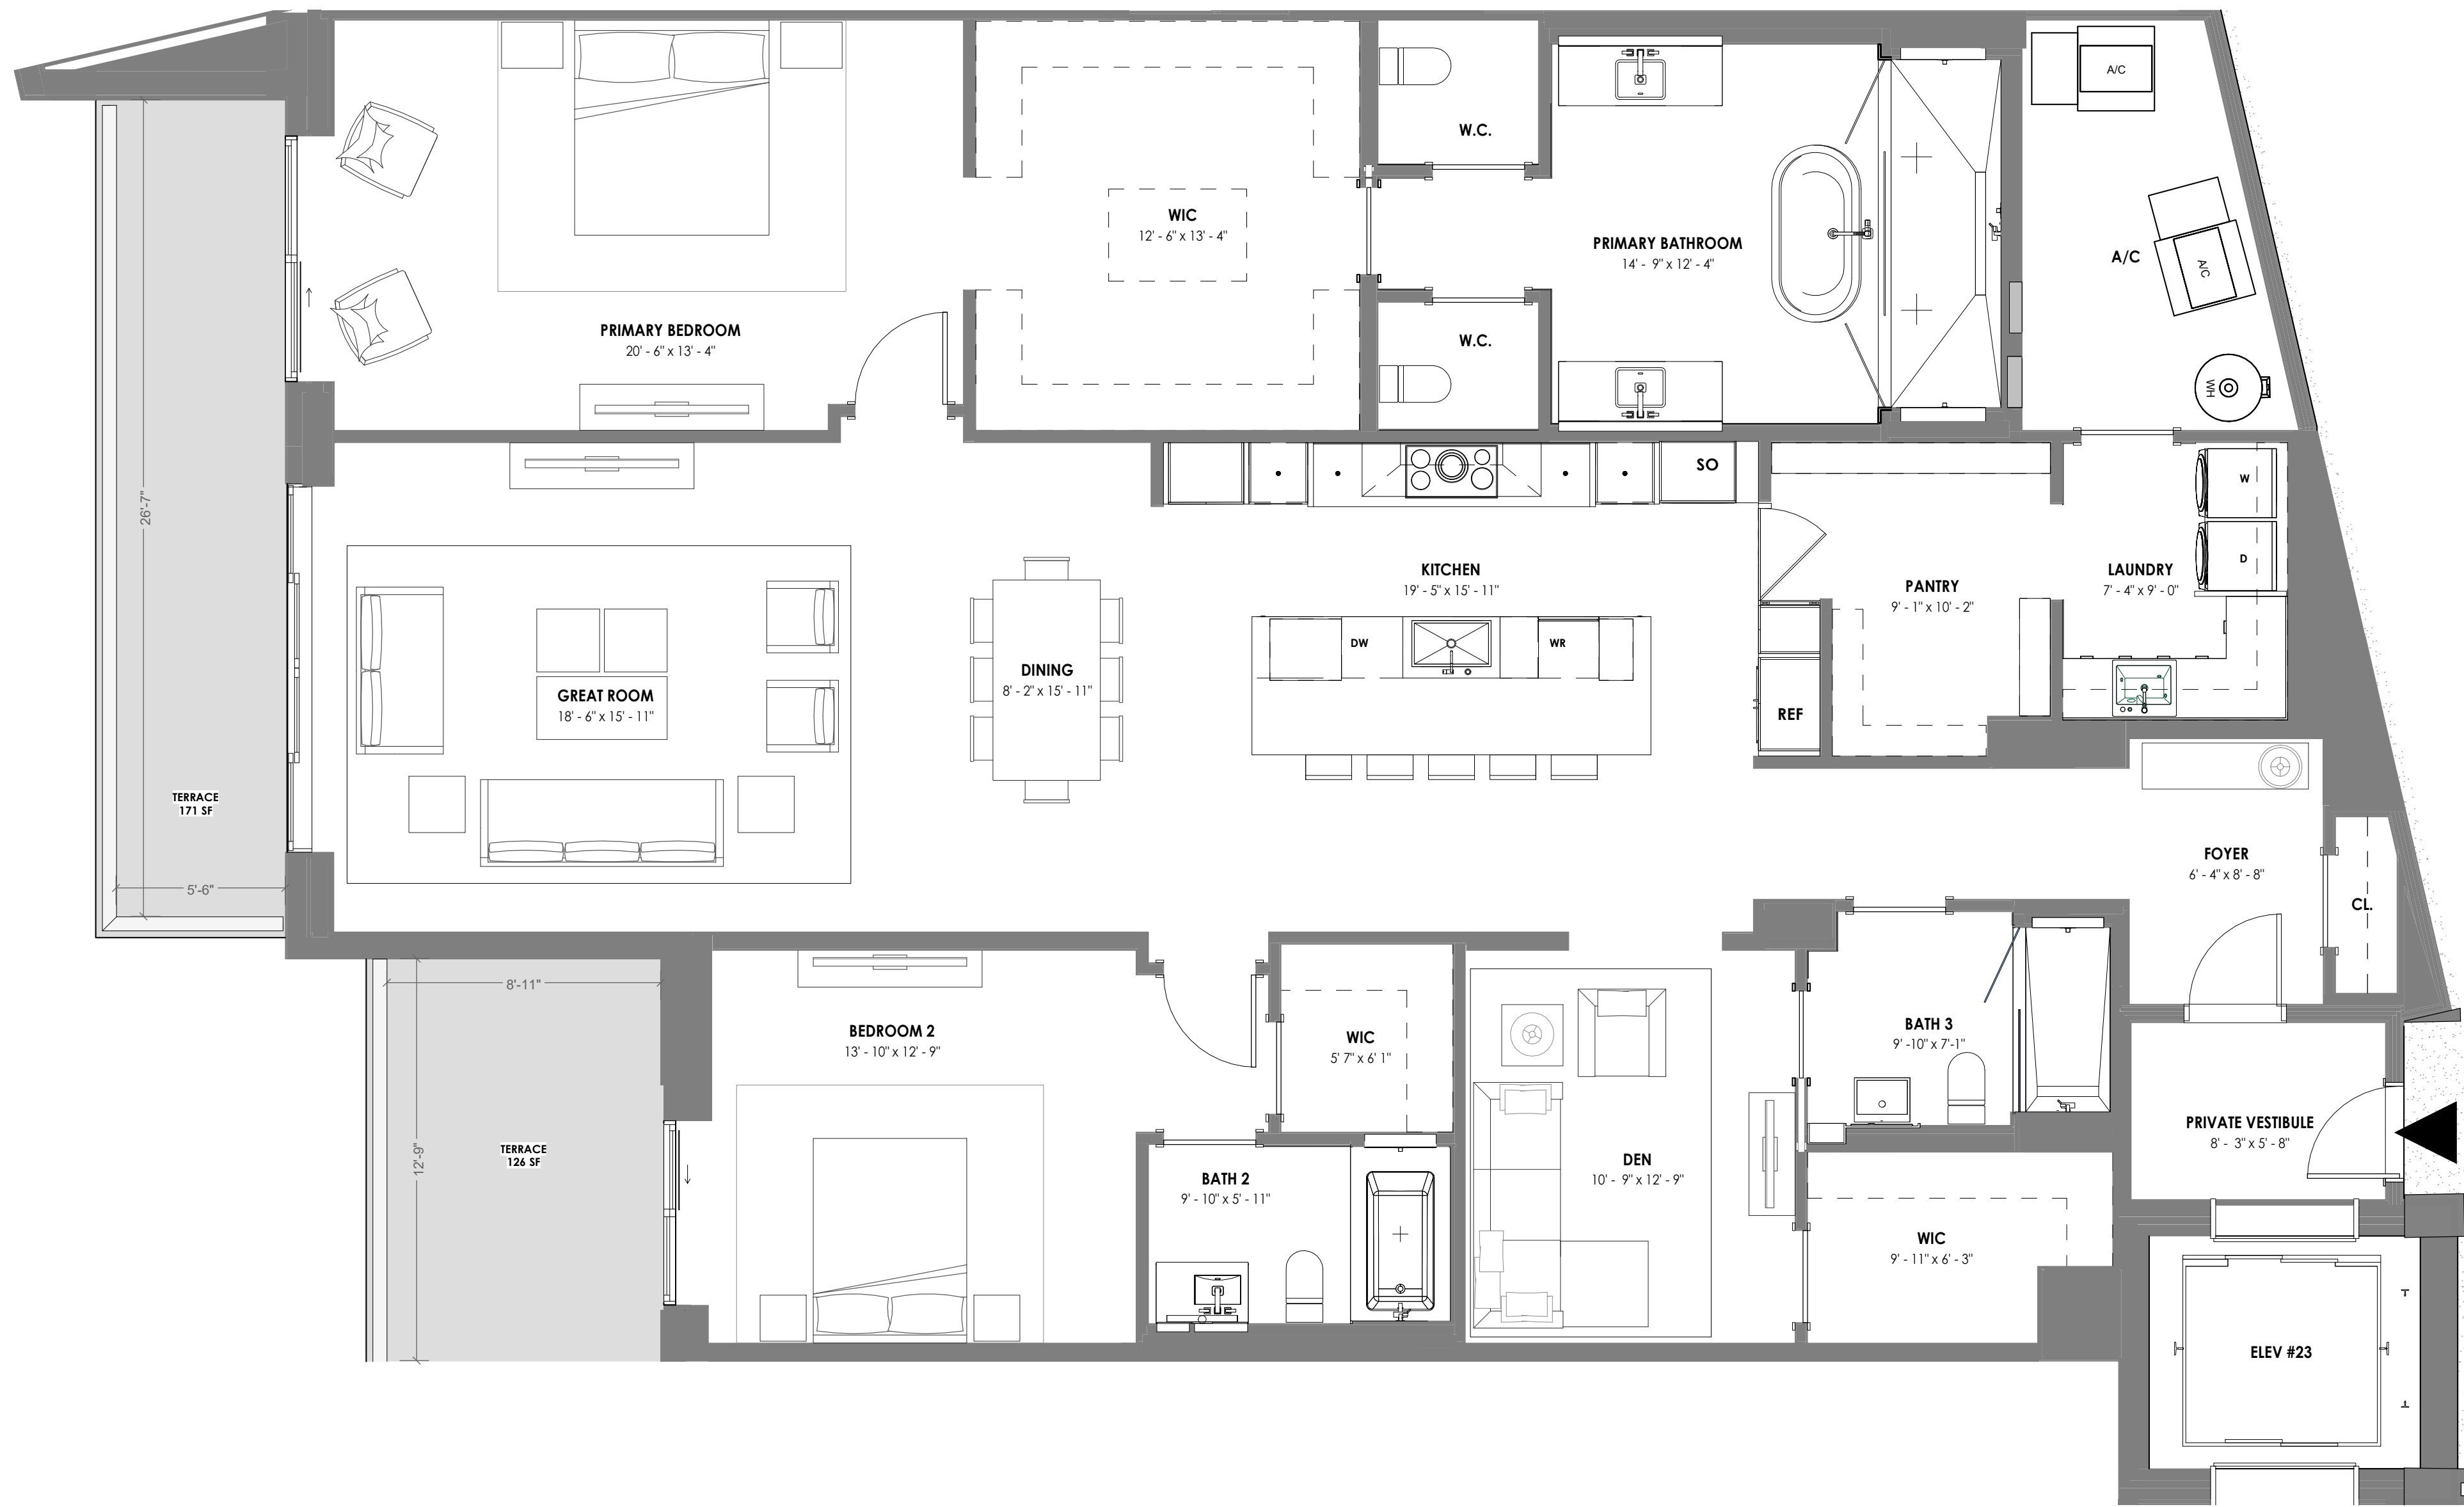 A/C
W.C.
WIC
12' - 6" x 13' - 4"
PRIMARY BATHROOM
14' - 9" x 12' - 4"
A/C
A/C
PRIMARY BEDROOM
20' - 6" x 13' - 4"
W.C.
WH
SO
W
26'-7"
D
KITCHEN
19' - 5" x 15' - 11"
LAUNDRY
7' - 4" x 9' - 0"
PANTRY
9' - 1" x 10' - 2"
DW
WR
DINING
8' - 2" x 15' - 11"
GREAT ROOM
18' - 6" x 15' - 11"
REF
TERRACE
171 SF
5'-6"
FOYER
6' - 4" x 8' - 8"
CL.
8'-11"
BEDROOM 2
13' - 10" x 12' - 9"
WIC
5' 7" x 6' 1"
BATH 3
9' -10" x 7'-1"
PRIVATE VESTIBULE
8' - 3" x 5' - 8"
12'-9"
TERRACE
126 SF
DEN
10' - 9" x 12' - 9"
BATH 2
9' - 10" x 5' - 11"
WIC
9' - 11" x 6' - 3"
ELEV #23